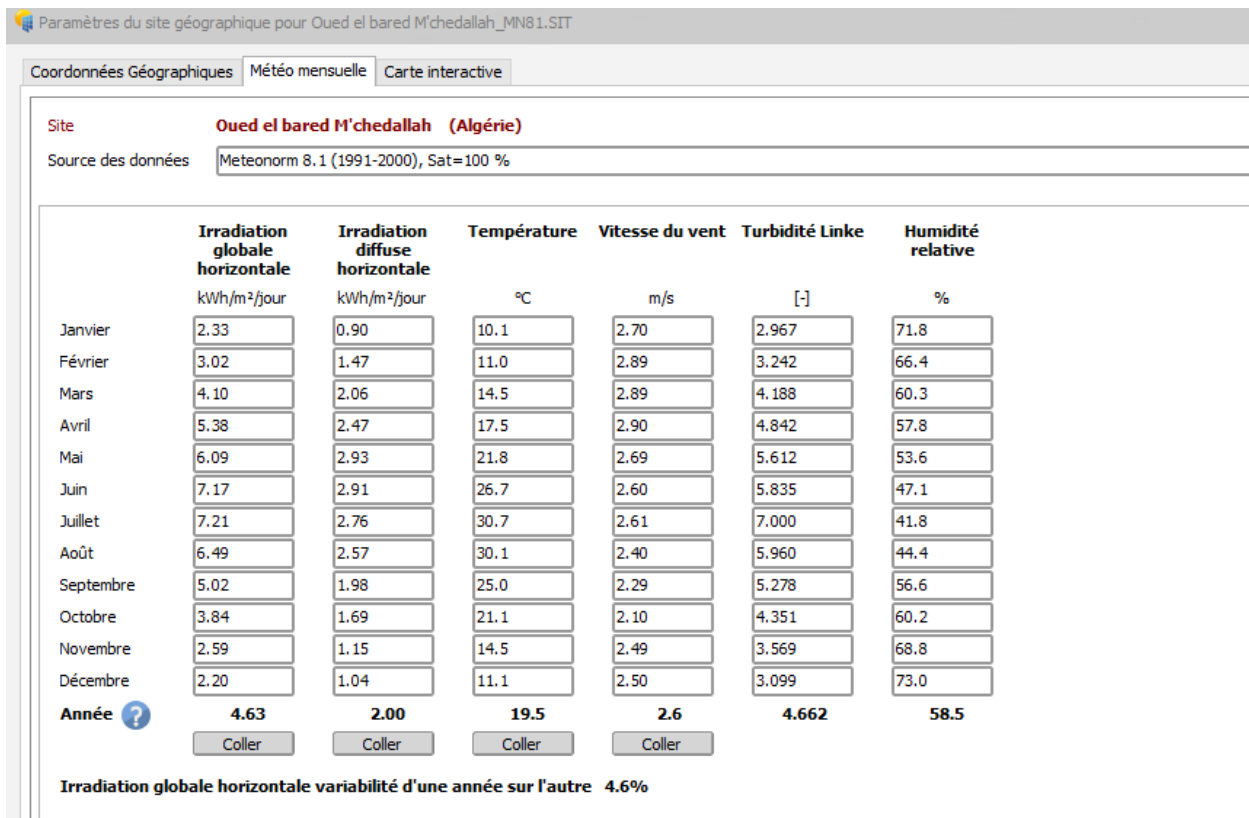 Paramètres du site géographique pour Oued el bared M'chedallah_MN81.SIT
Coordonnées Géographiques Météo mensuelle Carte interactive
Site Oued el bared M'chedallah (Algérie)
Source des données Meteonorm 8.1 (1991-2000), Sat=100 %
Irradiation Irradiation Température Vitesse du vent Turbidité Linke Humidité
globale diffuse relative
horizontale horizontale
kWh/m²/jour kWh/m²/jour °C m/s [-] %
Janvier 2.33 0.90 10.1 2.70 2.967 71.8
Février 3.02 1.47 11.0 2.89 3.242 66.4
Mars 4.10 2.06 14.5 2.89 4.188 60.3
Avril 5.38 2.47 17.5 2.90 4.842 57.8
Mai 6.09 2.93 21.8 2.69 5.612 53.6
Juin 7.17 2.91 26.7 2.60 5.835 47.1
Juillet 7.21 2.76 30.7 2.61 7.000 41.8
Août 6.49 2.57 30.1 2.40 5.960 44.4
Septembre 5.02 1.98 25.0 2.29 5.278 56.6
Octobre 3.84 1.69 21.1 2.10 4.351 60.2
Novembre 2.59 1.15 14.5 2.49 3.569 68.8
Décembre 2.20 1.04 11.1 2.50 3.099 73.0
Année ? 4.63 2.00 19.5 2.6 4.662 58.5
Coller Coller Coller Coller
Irradiation globale horizontale variabilité d'une année sur l'autre 4.6%